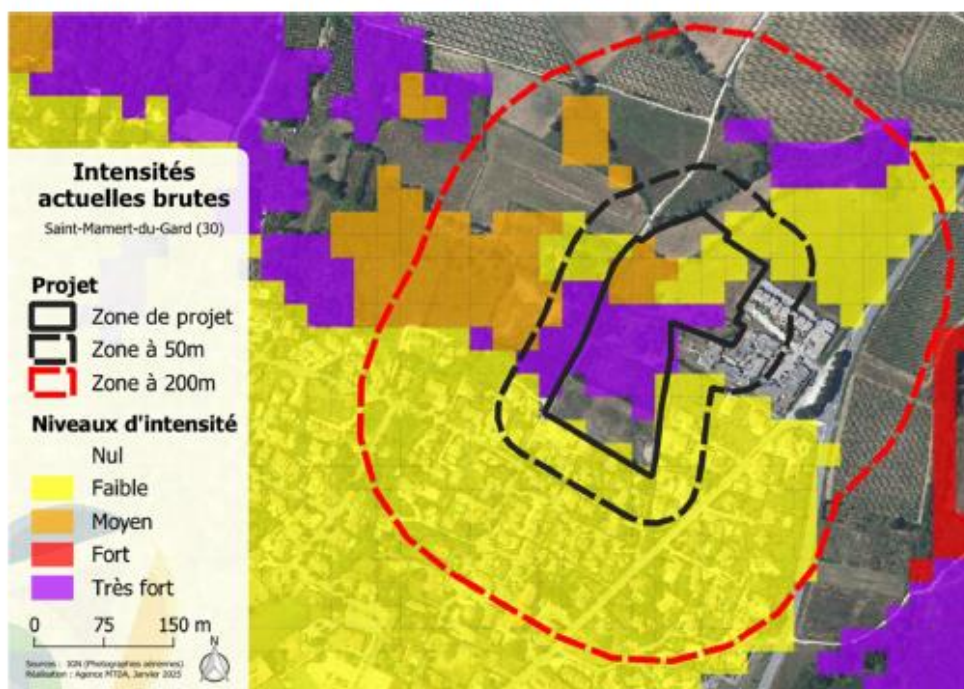 Intensités
actuelles brutes
Saint-Mamert-du-Gard (30)
Projet
Zone de projet
Zone à 50m
Zone à 200m
Niveaux d'intensité
Nul
Faible
Moyen
Fort
Très fort
0 75 150 m
N
Sources : IGN (Photographies aériennes)
Réalisation : Agence MTDA, Janvier 2025